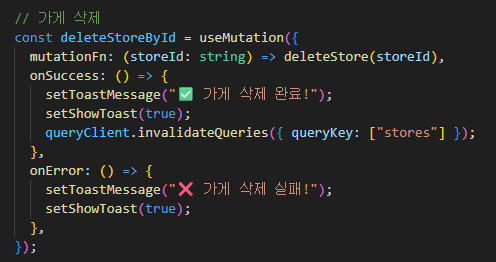 // 가게 삭제
const deleteStoreById = useMutation({
  mutationFn: (storeId: string) => deleteStore(storeId),
  onSuccess: () => {
    setToastMessage("✅ 가게 삭제 완료!");
    setShowToast(true);
    queryClient.invalidateQueries({ queryKey: ["stores"] });
  },
  onError: () => {
    setToastMessage("❌ 가게 삭제 실패!");
    setShowToast(true);
  },
});